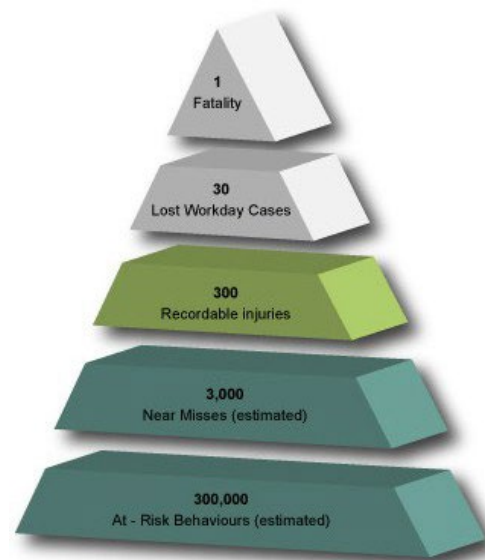 1
Fatality
30
Lost Workday Cases
300
Recordable injuries
3,000
Near Misses (estimated)
300,000
At - Risk Behaviours (estimated)